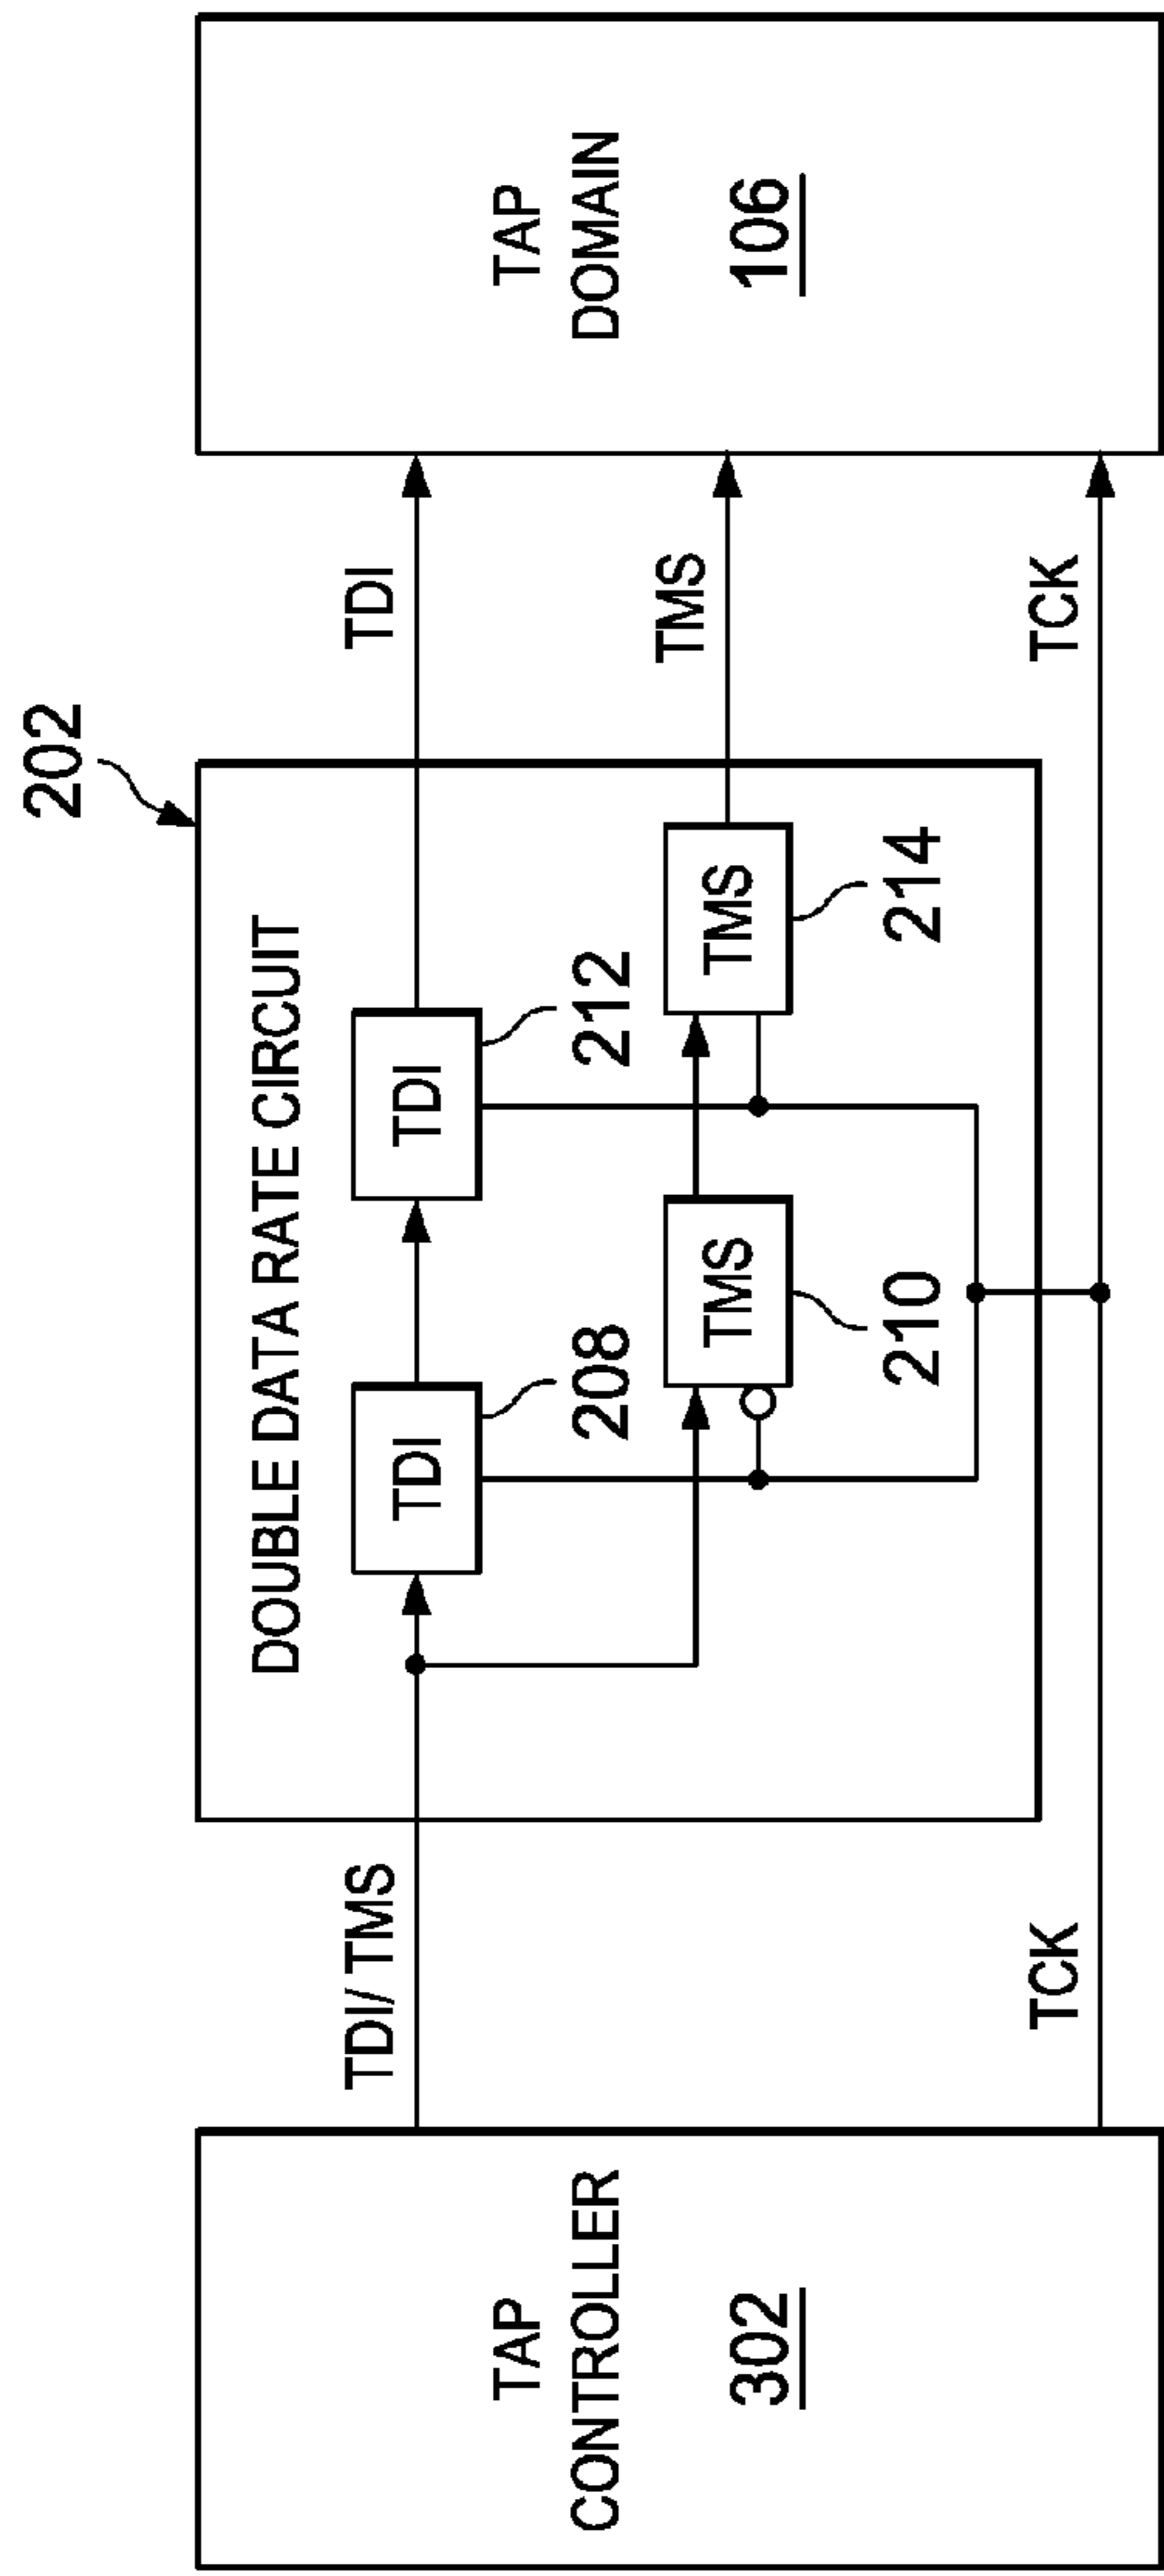 202
TAP
CONTROLLER
302
TDI/TMS
TCK
DOUBLE DATA RATE CIRCUIT
TDI
208
TDI
212
TMS
210
TMS
214
TDI
TMS
TCK
TAP
DOMAIN
106